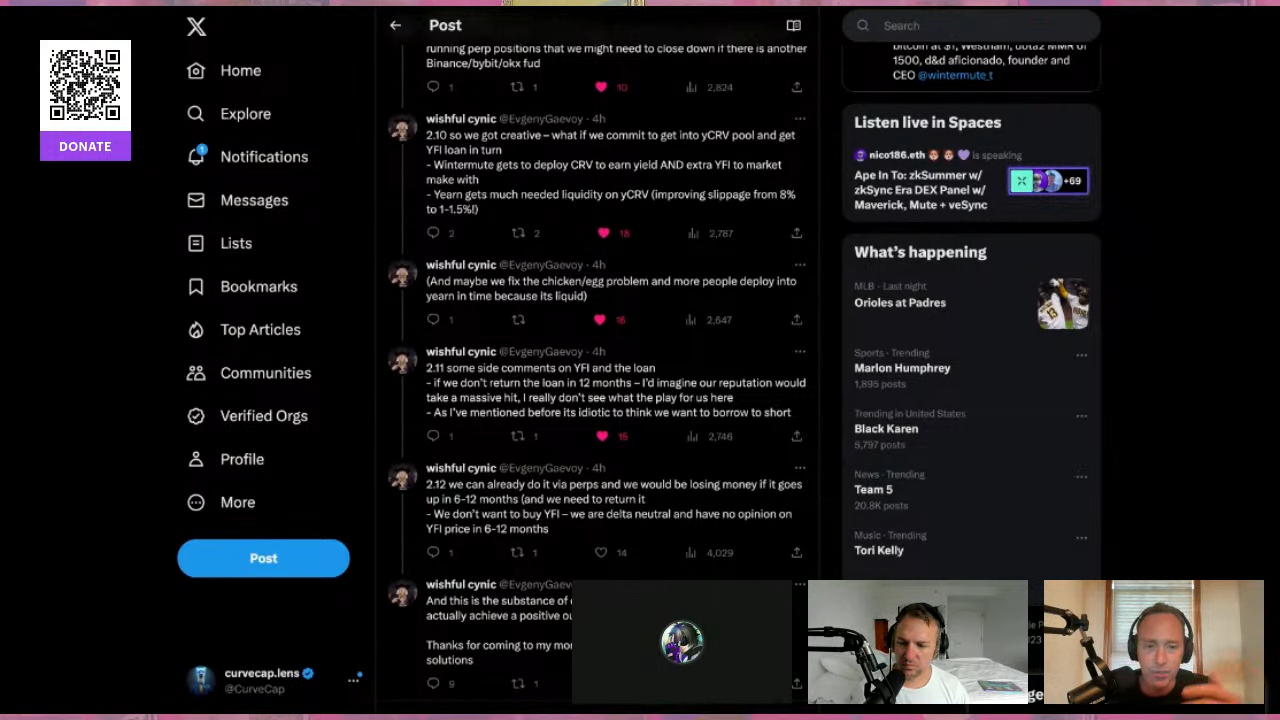 DONATE
Home
Explore
1
Notifications
Messages
Lists
Bookmarks
Top Articles
Communities
Verified Orgs
Profile
More
Post
curvecap.lens
@CurveCap
Post
running perp positions that we might need to close down if there is another
Binance/bybit/okx fud
1 1 10 2,824
wishful cynic @EvgenyGaevoy · 4h
2.10 so we got creative – what if we commit to get into yCRV pool and get
YFI loan in turn
- Wintermute gets to deploy CRV to earn yield AND extra YFI to market
make with
- Yearn gets much needed liquidity on yCRV (improving slippage from 8%
to 1-1.5%!)
2 2 18 2,787
wishful cynic @EvgenyGaevoy · 4h
(And maybe we fix the chicken/egg problem and more people deploy into
yearn in time because its liquid)
1 16 2,647
wishful cynic @EvgenyGaevoy · 4h
2.11 some side comments on YFI and the loan
- if we don't return the loan in 12 months – I'd imagine our reputation would
take a massive hit, I really don't see what the play for us here
- As I've mentioned before its idiotic to think we want to borrow to short
1 1 15 2,746
wishful cynic @EvgenyGaevoy · 4h
2.12 we can already do it via perps and we would be losing money if it goes
up in 6-12 months (and we need to return it
- We don't want to buy YFI – we are delta neutral and have no opinion on
YFI price in 6-12 months
1 1 14 4,029
wishful cynic @EvgenyGaev
And this is the substance of
actually achieve a positive
Thanks for coming to my
solutions
9 1
Search
bitcoin at $1, Westham, dota2 MMR of
1500, d&d aficionado, founder and
CEO @wintermute_t
Listen live in Spaces
nico186.eth is speaking
Ape In To: zkSummer w/
zkSync Era DEX Panel w/
Maverick, Mute + veSync
+69
What's happening
MLB · Last night
Orioles at Padres
Sports · Trending
Marlon Humphrey
1,895 posts
Trending in United States
Black Karen
5,797 posts
News · Trending
Team 5
20.8K posts
Music · Trending
Tori Kelly